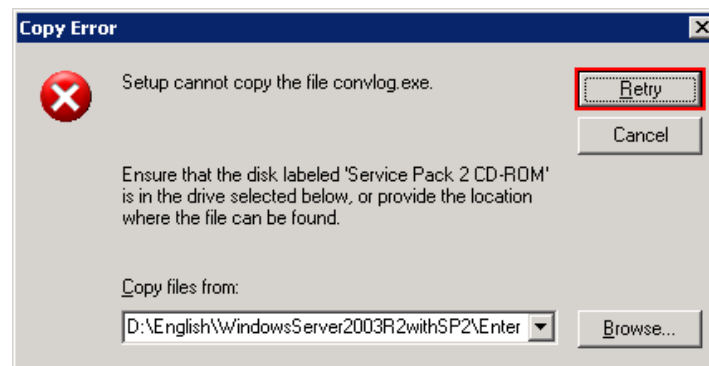 Copy Error
Setup cannot copy the file convlog.exe.
Retry
Cancel
Ensure that the disk labeled 'Service Pack 2 CD-ROM'
is in the drive selected below, or provide the location
where the file can be found.
Copy files from:
D:\English\WindowsServer2003R2withSP2\Enter
Browse...